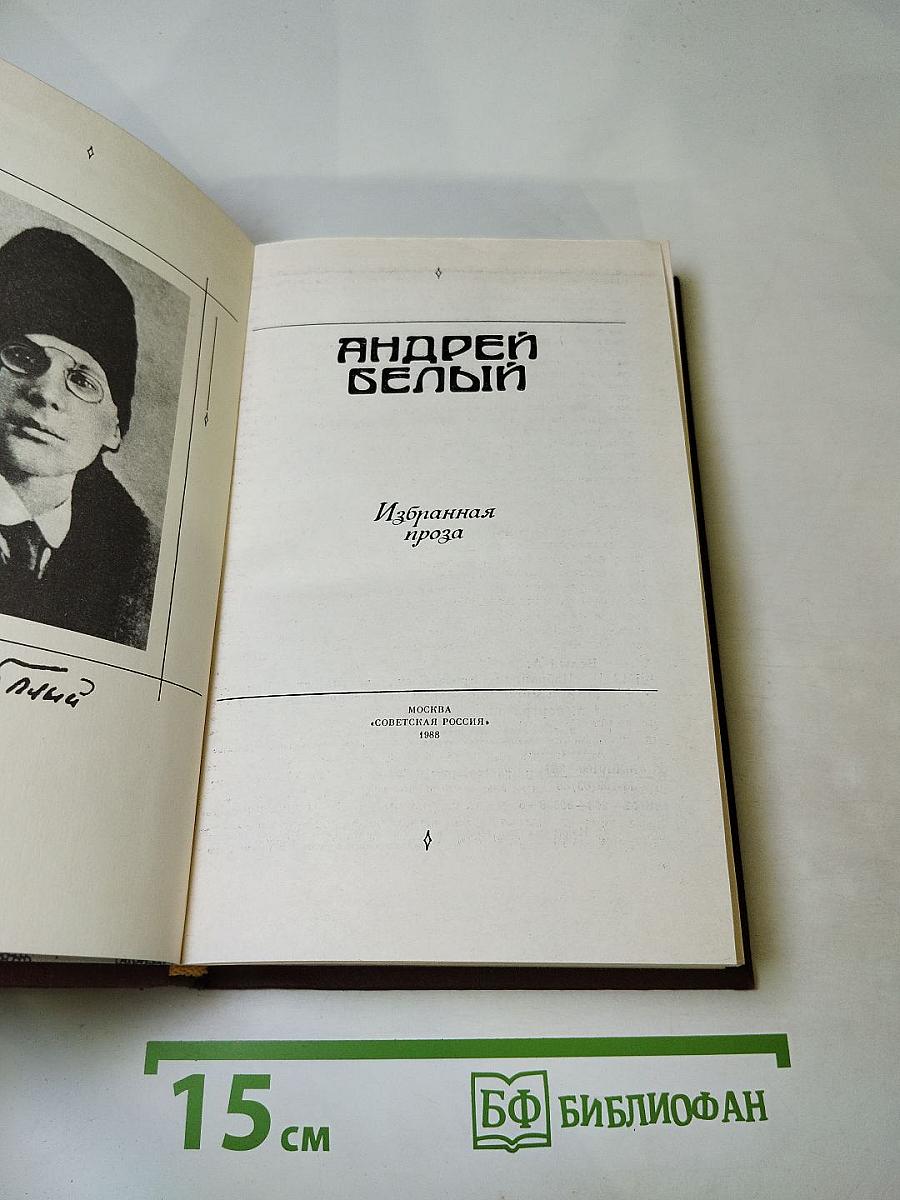 АНДРЕЙ
БЕЛЫЙ
Избранная
проза
МОСКВА
«СОВЕТСКАЯ РОССИЯ»
1988
15 см
БФ БИБЛИОФАН